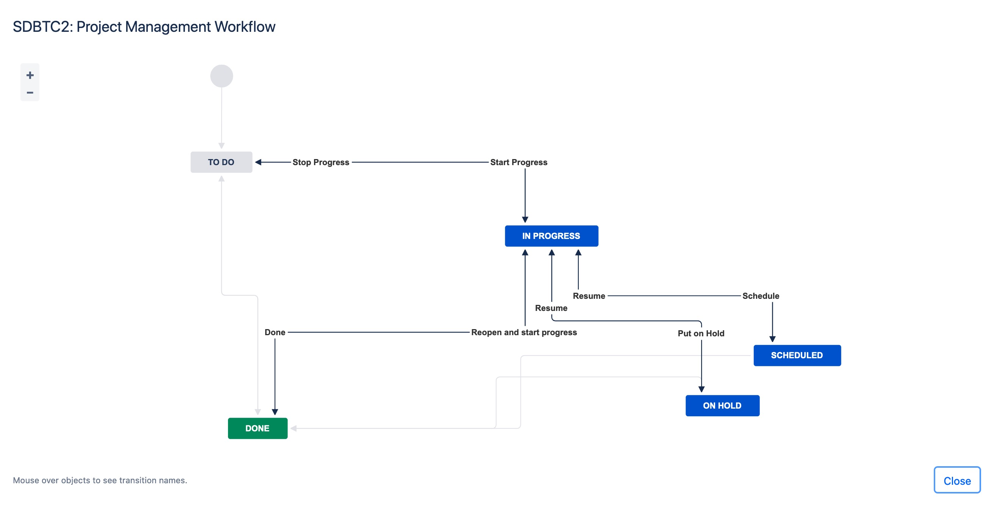 SDBTC2: Project Management Workflow
+
−
TO DO
Stop Progress
Start Progress
IN PROGRESS
Resume
Schedule
Resume
Done
Reopen and start progress
Put on Hold
SCHEDULED
ON HOLD
DONE
Mouse over objects to see transition names.
Close